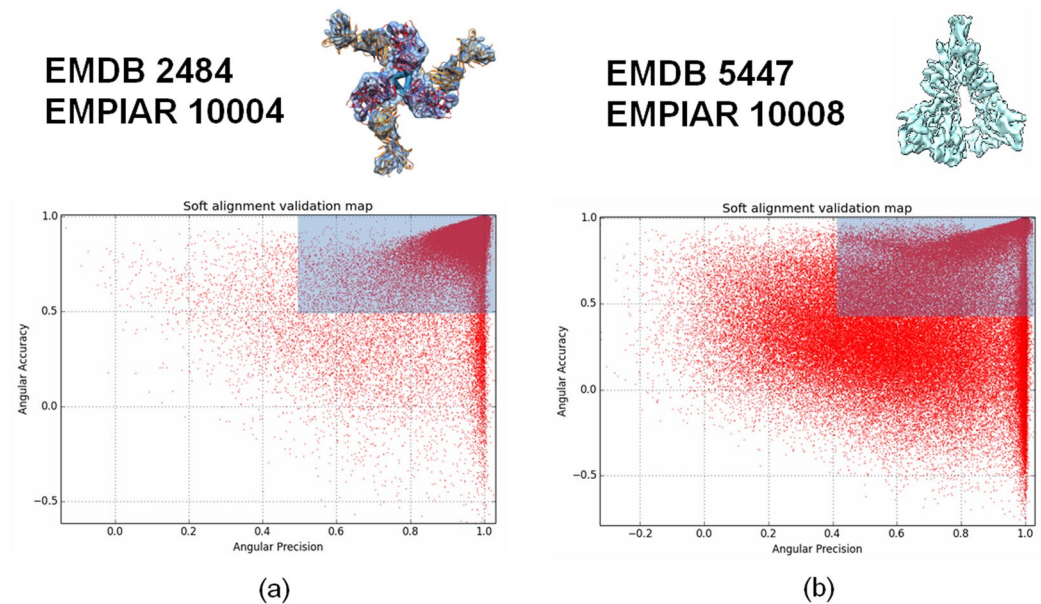 EMDB 2484
EMPIAR 10004
Soft alignment validation map
1.0
0.5
0.0
−0.5
Angular Accuracy
0.0 0.2 0.4 0.6 0.8 1.0
Angular Precision
(a)
EMDB 5447
EMPIAR 10008
Soft alignment validation map
1.0
0.5
0.0
−0.5
Angular Accuracy
−0.2 0.0 0.2 0.4 0.6 0.8 1.0
Angular Precision
(b)